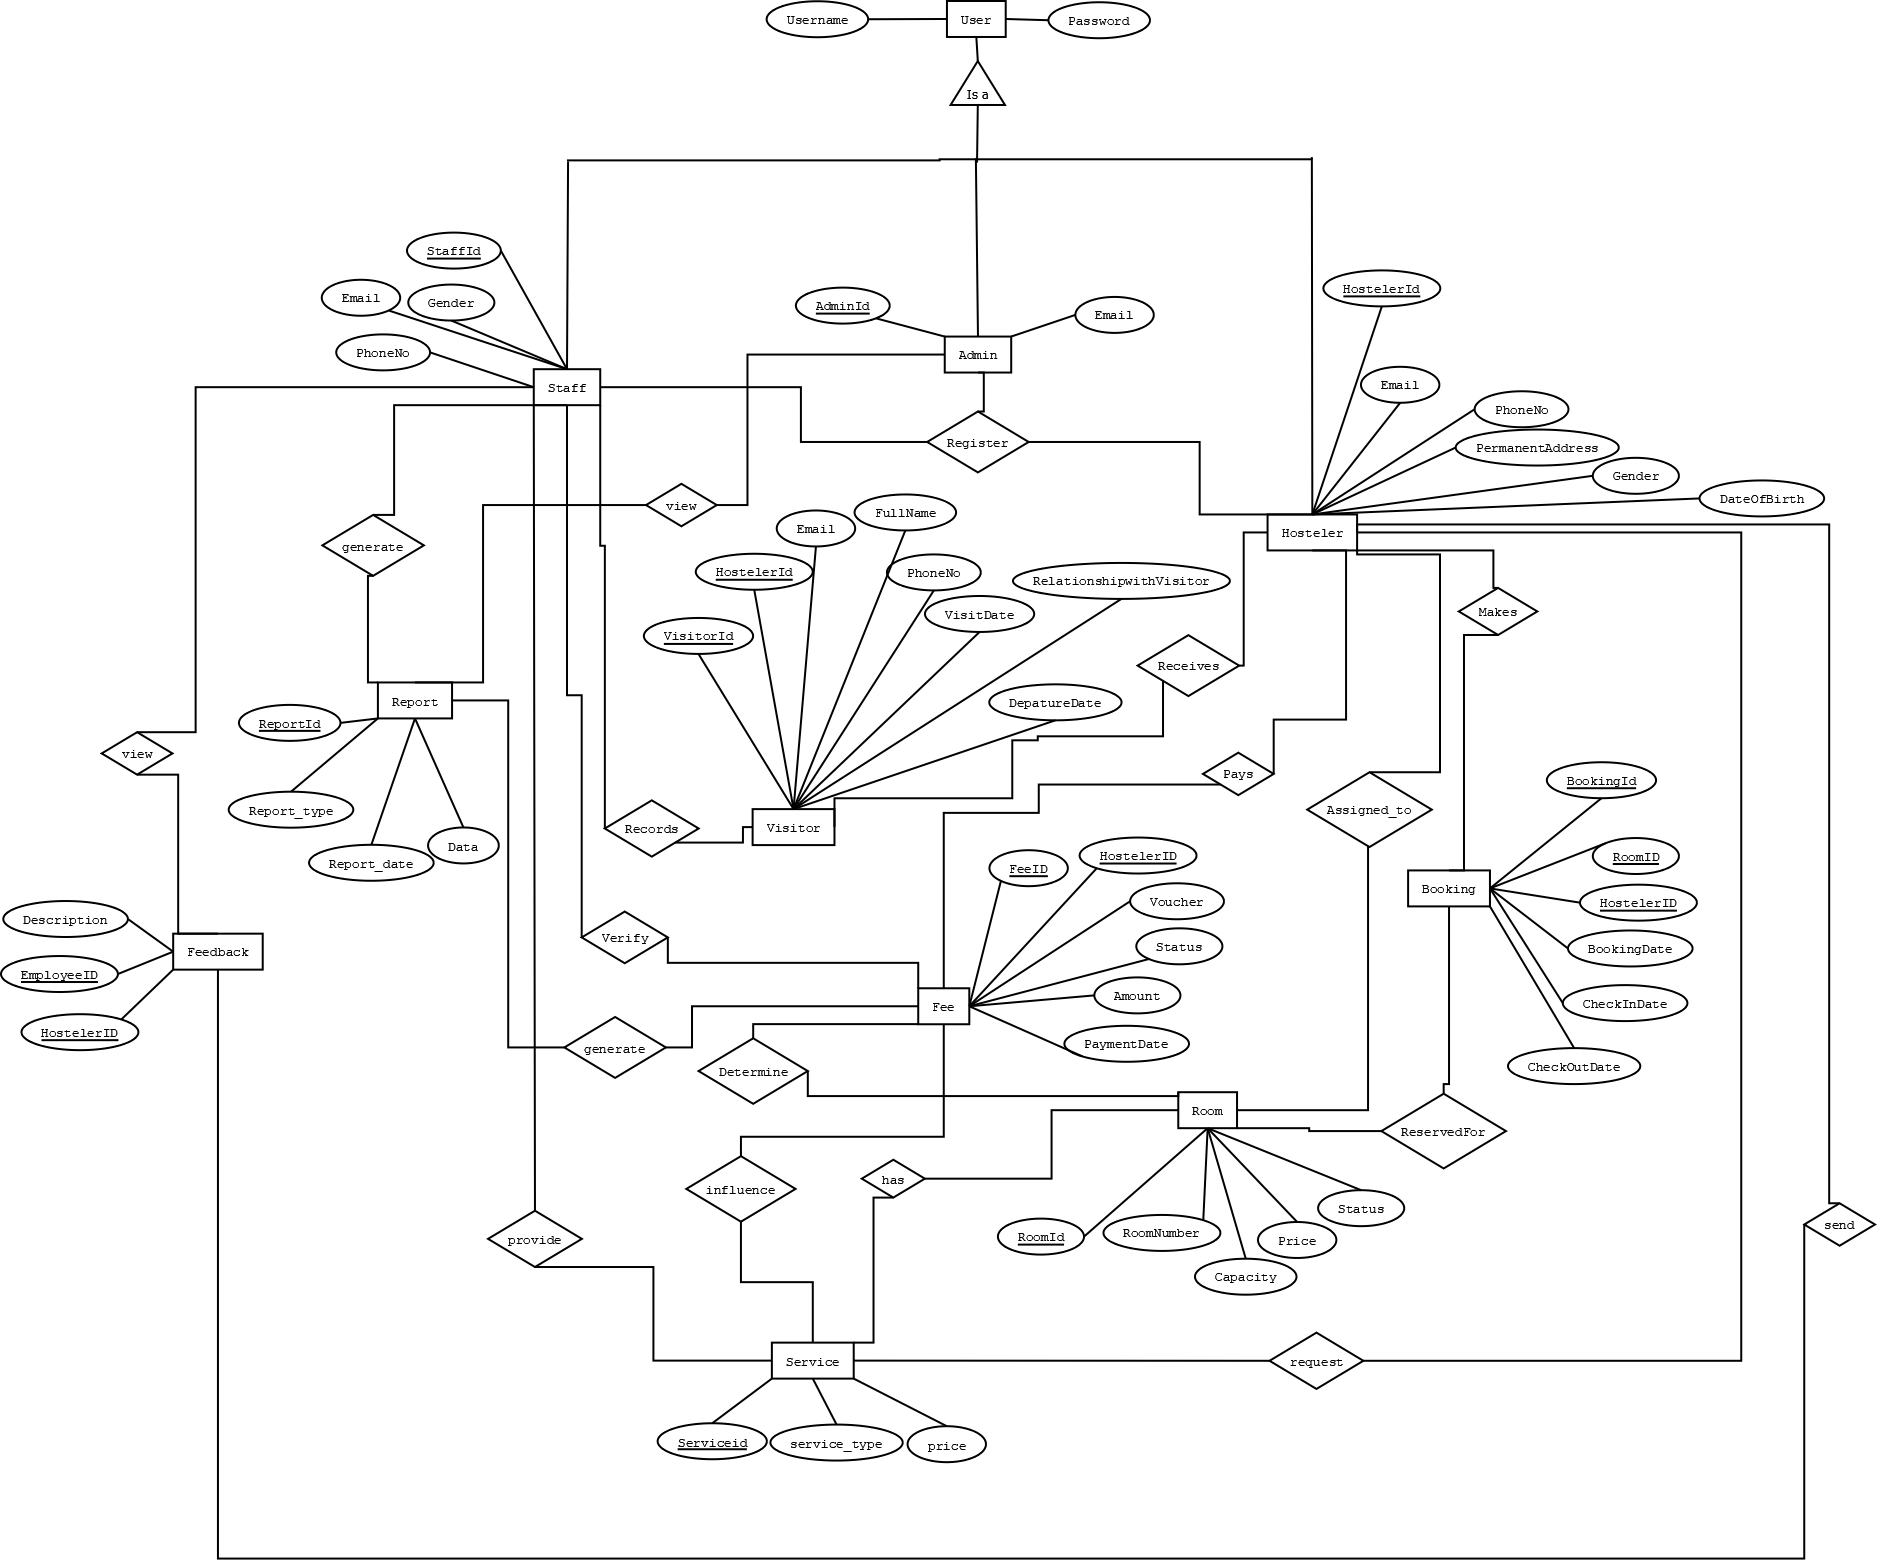 Username
User
Password
Is a
StaffId
Email
Gender
PhoneNo
Staff
AdminId
Email
Admin
HostelerId
Email
PhoneNo
PermanentAddress
Gender
DateOfBirth
Hosteler
Register
view
generate
FullName
Email
HostelerId
PhoneNo
RelationshipwithVisitor
VisitDate
VisitorId
DepatureDate
Receives
Makes
Report
ReportId
Report_type
Report_date
Data
view
Records
Visitor
Pays
Assigned_to
BookingId
RoomID
HostelerID
BookingDate
CheckInDate
CheckOutDate
Booking
FeeID
HostelerID
Voucher
Status
Amount
PaymentDate
Fee
Verify
generate
Determine
Description
EmployeeID
HostelerID
Feedback
Room
ReservedFor
influence
has
RoomId
RoomNumber
Capacity
Price
Status
provide
send
Service
request
Serviceid
service_type
price